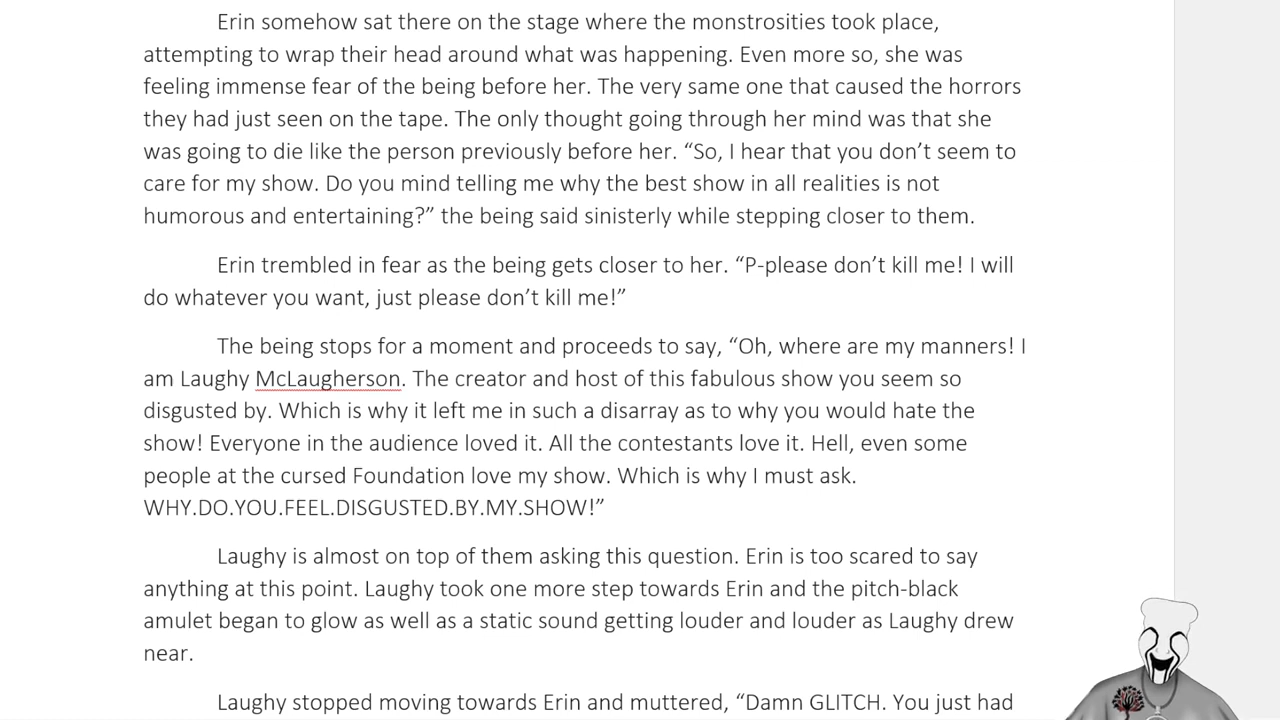 Erin somehow sat there on the stage where the monstrosities took place,
attempting to wrap their head around what was happening. Even more so, she was
feeling immense fear of the being before her. The very same one that caused the horrors
they had just seen on the tape. The only thought going through her mind was that she
was going to die like the person previously before her. “So, I hear that you don’t seem to
care for my show. Do you mind telling me why the best show in all realities is not
humorous and entertaining?” the being said sinisterly while stepping closer to them.
Erin trembled in fear as the being gets closer to her. “P-please don’t kill me! I will
do whatever you want, just please don’t kill me!”
The being stops for a moment and proceeds to say, “Oh, where are my manners! I
am Laughy McLaugherson. The creator and host of this fabulous show you seem so
disgusted by. Which is why it left me in such a disarray as to why you would hate the
show! Everyone in the audience loved it. All the contestants love it. Hell, even some
people at the cursed Foundation love my show. Which is why I must ask.
WHY.DO.YOU.FEEL.DISGUSTED.BY.MY.SHOW!”
Laughy is almost on top of them asking this question. Erin is too scared to say
anything at this point. Laughy took one more step towards Erin and the pitch-black
amulet began to glow as well as a static sound getting louder and louder as Laughy drew
near.
Laughy stopped moving towards Erin and muttered, “Damn GLITCH. You just had